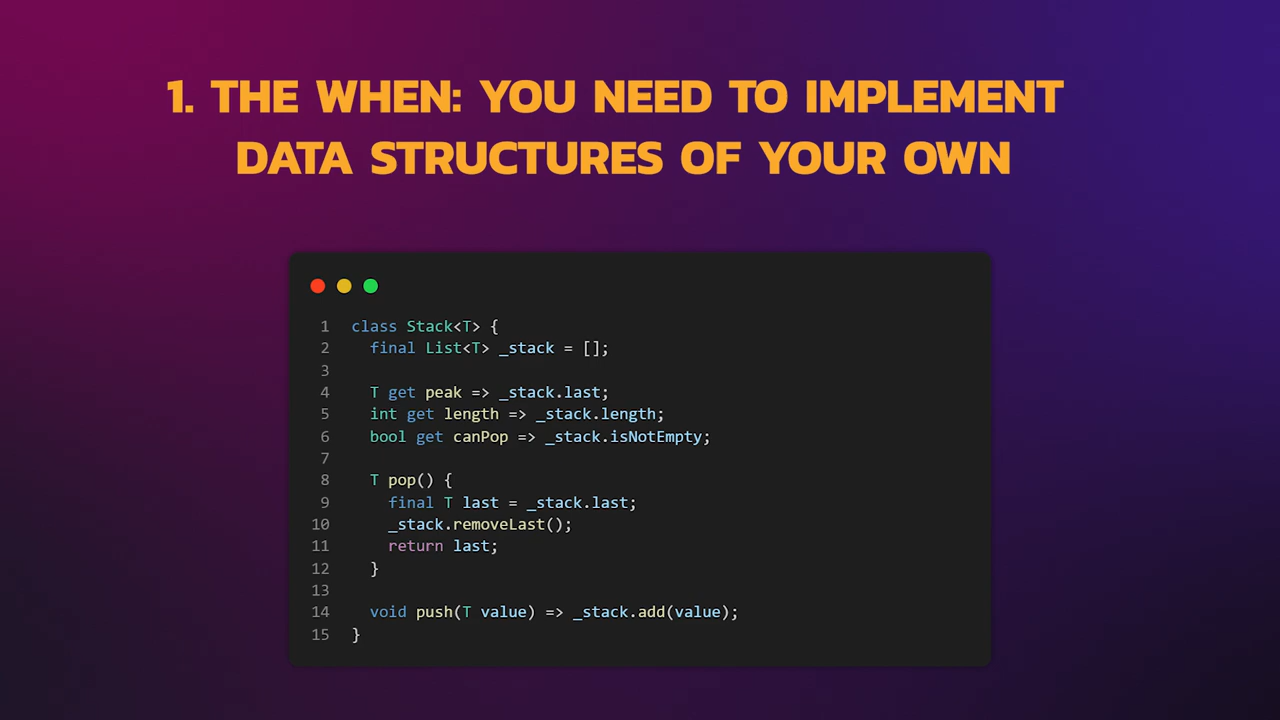 1. THE WHEN: YOU NEED TO IMPLEMENT
DATA STRUCTURES OF YOUR OWN
1 class Stack<T> {
2   final List<T> _stack = [];
3
4   T get peak => _stack.last;
5   int get length => _stack.length;
6   bool get canPop => _stack.isNotEmpty;
7
8   T pop() {
9     final T last = _stack.last;
10     _stack.removeLast();
11     return last;
12   }
13
14   void push(T value) => _stack.add(value);
15 }